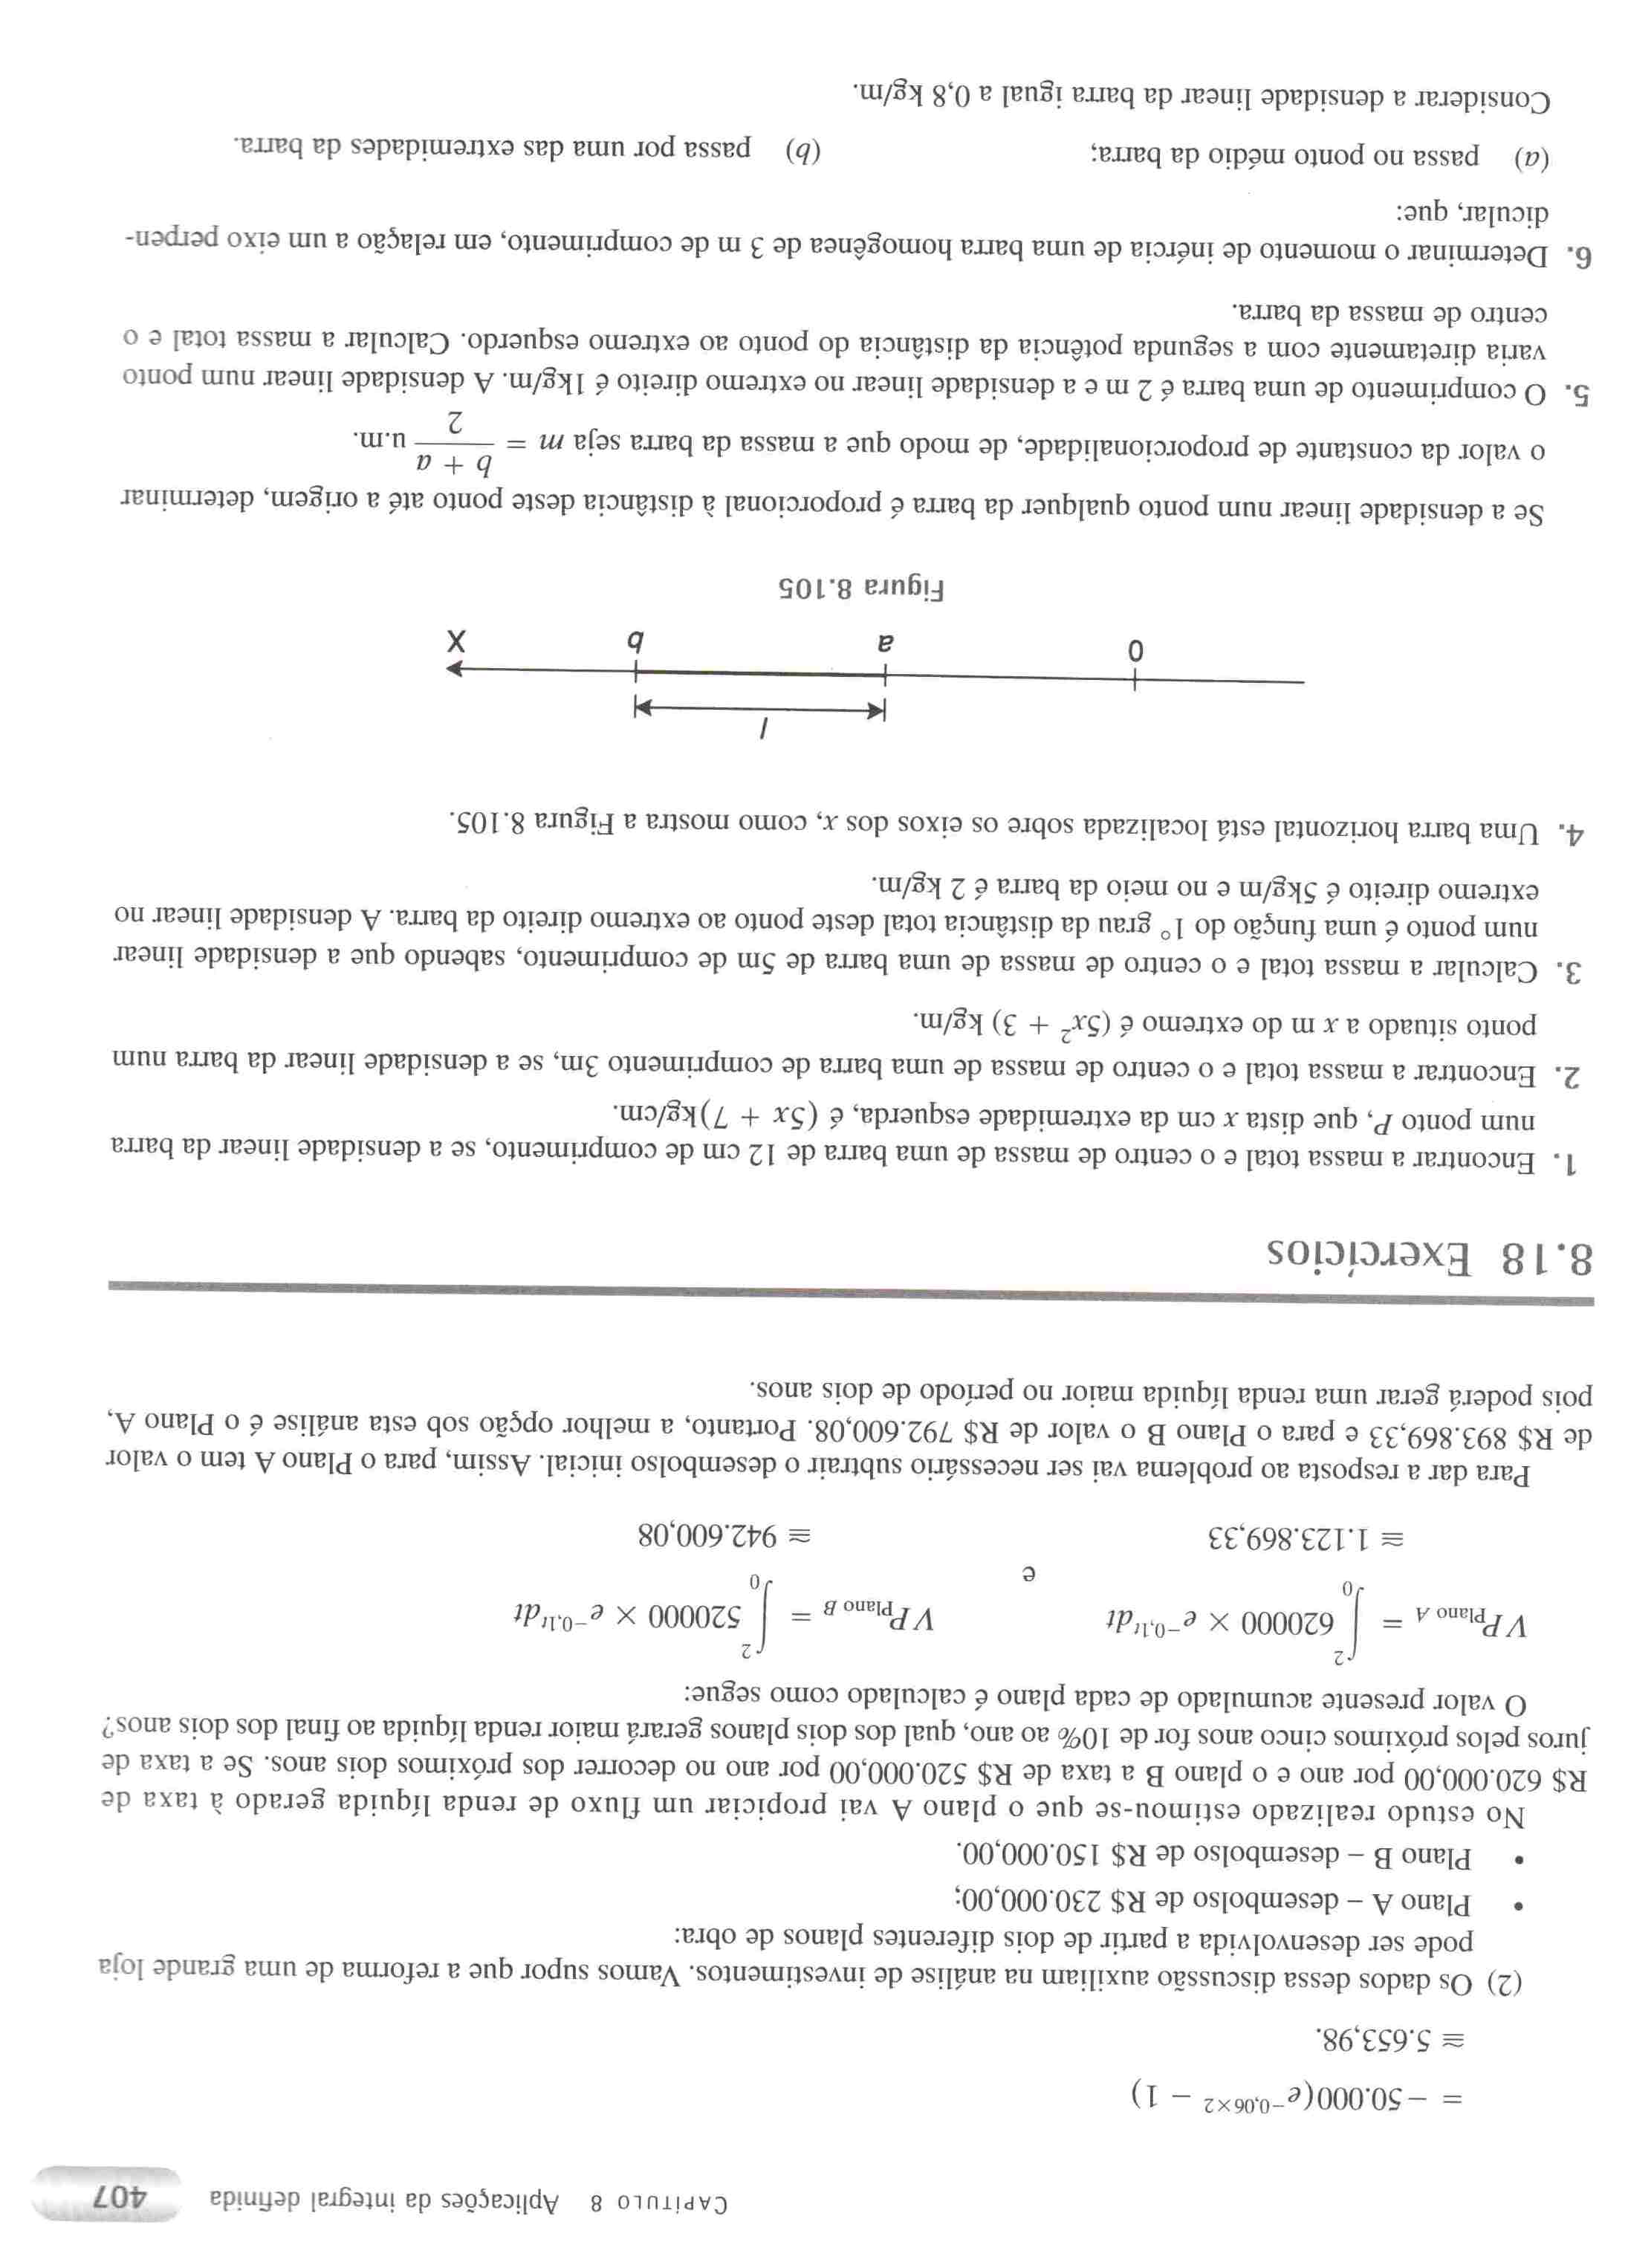 CAPÍTULO 8 Aplicações da integral definida 407
= −50.000(e^−0,06×2 − 1)
≅ 5.653,98.
(2) Os dados dessa discussão auxiliam na análise de investimentos. Vamos supor que a reforma de uma grande loja
pode ser desenvolvida a partir de dois diferentes planos de obra:
• Plano A – desembolso de R$ 230.000,00;
• Plano B – desembolso de R$ 150.000,00.
No estudo realizado estimou-se que o plano A vai propiciar um fluxo de renda líquida gerado à taxa de
R$ 620.000,00 por ano e o plano B a taxa de R$ 520.000,00 por ano no decorrer dos próximos dois anos. Se a taxa de
juros pelos próximos cinco anos for de 10% ao ano, qual dos dois planos gerará maior renda líquida ao final dos dois anos?
O valor presente acumulado de cada plano é calculado como segue:
VP_Plano A = ∫_0^2 620000 × e^−0,1t dt e VP_Plano B = ∫_0^2 520000 × e^−0,1t dt
≅ 1.123.869,33 ≅ 942.600,08
Para dar a resposta ao problema vai ser necessário subtrair o desembolso inicial. Assim, para o Plano A tem o valor
de R$ 893.869,33 e para o Plano B o valor de R$ 792.600,08. Portanto, a melhor opção sob esta análise é o Plano A,
pois poderá gerar uma renda líquida maior no período de dois anos.
8.18 Exercícios
1. Encontrar a massa total e o centro de massa de uma barra de 12 cm de comprimento, se a densidade linear da barra
num ponto P, que dista x cm da extremidade esquerda, é (5x + 7)kg/cm.
2. Encontrar a massa total e o centro de massa de uma barra de comprimento 3m, se a densidade linear da barra num
ponto situado a x m do extremo é (5x² + 3) kg/m.
3. Calcular a massa total e o centro de massa de uma barra de 5m de comprimento, sabendo que a densidade linear
num ponto é uma função do 1° grau da distância total deste ponto ao extremo direito da barra. A densidade linear no
extremo direito é 5kg/m e no meio da barra é 2 kg/m.
4. Uma barra horizontal está localizada sobre os eixos dos x, como mostra a Figura 8.105.
l
0 a b X
Figura 8.105
Se a densidade linear num ponto qualquer da barra é proporcional à distância deste ponto até a origem, determinar
o valor da constante de proporcionalidade, de modo que a massa da barra seja m = (b + a)/2 u.m.
5. O comprimento de uma barra é 2 m e a densidade linear no extremo direito é 1kg/m. A densidade linear num ponto
varia diretamente com a segunda potência da distância do ponto ao extremo esquerdo. Calcular a massa total e o
centro de massa da barra.
6. Determinar o momento de inércia de uma barra homogênea de 3 m de comprimento, em relação a um eixo perpen-
dicular, que:
(a) passa no ponto médio da barra; (b) passa por uma das extremidades da barra.
Considerar a densidade linear da barra igual a 0,8 kg/m.